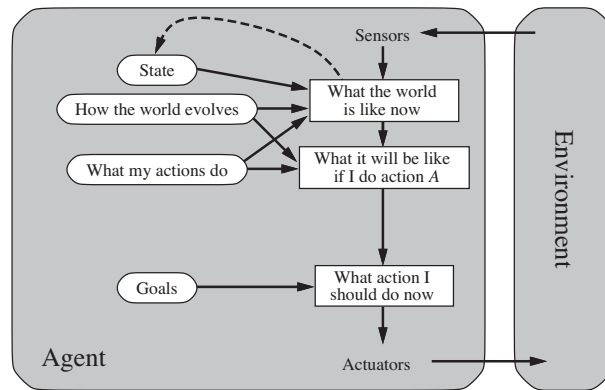 Sensors
State
What the world
is like now
How the world evolves
What it will be like
if I do action A
What my actions do
Goals
What action I
should do now
Agent
Actuators
Environment